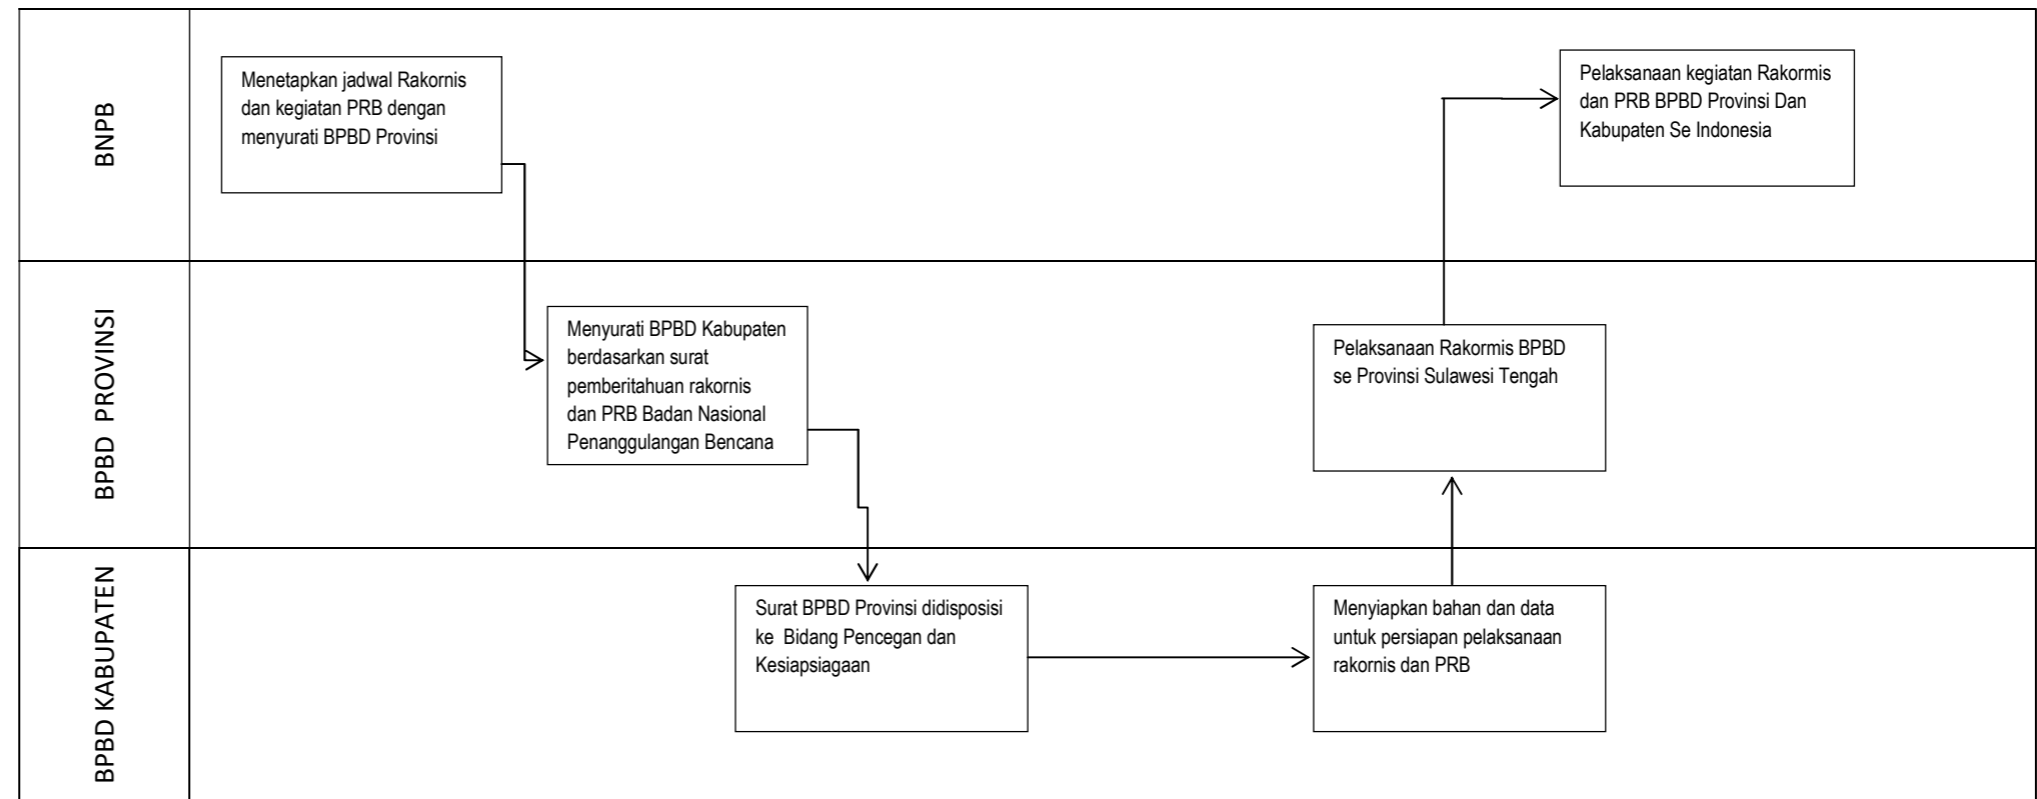 BNPB
Menetapkan jadwal Rakornis
dan kegiatan PRB dengan
menyurati BPBD Provinsi
Pelaksanaan kegiatan Rakormis
dan PRB BPBD Provinsi Dan
Kabupaten Se Indonesia
BPBD PROVINSI
Menyurati BPBD Kabupaten
berdasarkan surat
pemberitahuan rakornis
dan PRB Badan Nasional
Penanggulangan Bencana
Pelaksanaan Rakormis BPBD
se Provinsi Sulawesi Tengah
BPBD KABUPATEN
Surat BPBD Provinsi didisposisi
ke Bidang Pencegan dan
Kesiapsiagaan
Menyiapkan bahan dan data
untuk persiapan pelaksanaan
rakornis dan PRB